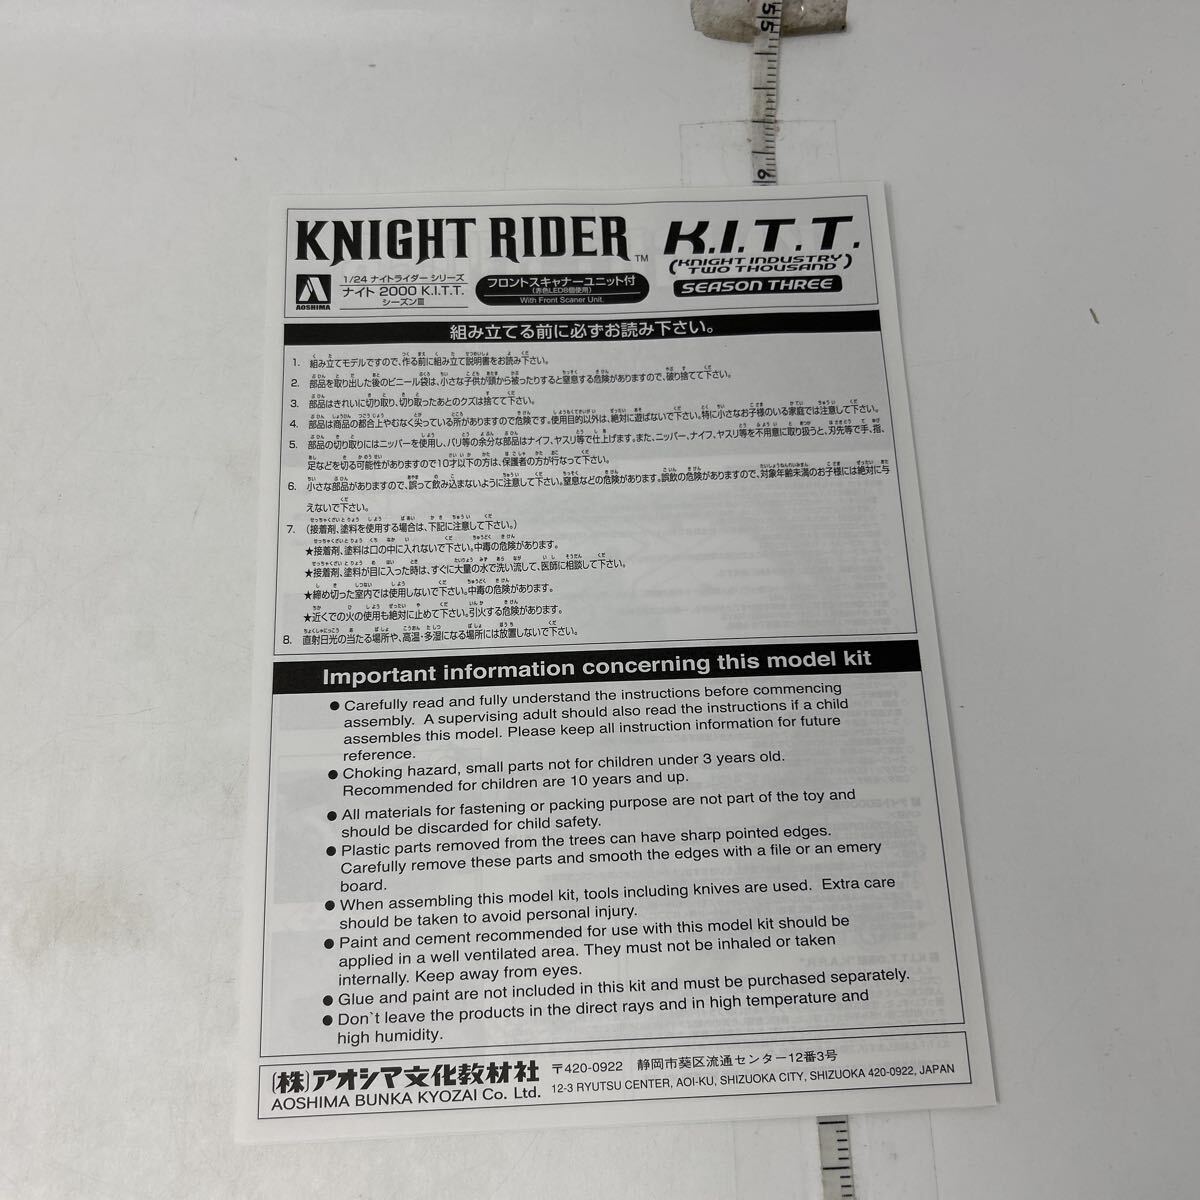 55
6
KNIGHT RIDER™
K.I.T.T.
(KNIGHT INDUSTRY TWO THOUSAND)
SEASON THREE
AOSHIMA
1/24 ナイトライダー シリーズ
ナイト 2000 K.I.T.T.
シーズンⅢ
フロントスキャナーユニット付
(赤色LED8個使用)
With Front Scaner Unit.
組み立てる前に必ずお読み下さい。
1. 組み立てモデルですので、作る前に組み立て説明書をお読み下さい。
2. 部品を取り出した後のビニール袋は、小さな子供が頭から被ったりすると窒息する危険がありますので、破り捨てて下さい。
3. 部品はきれいに切り取り、切り取ったあとのクズは捨てて下さい。
4. 部品は商品の都合上やむなく尖っている所がありますので危険です。使用目的以外は、絶対に遊ばないで下さい。特に小さなお子様のいる家庭では注意して下さい。
5. 部品の切り取りにはニッパーを使用し、バリ等の余分な部品はナイフ、ヤスリ等で仕上げます。また、ニッパー、ナイフ、ヤスリ等を不用意に取り扱うと、刃先等で手、指、
足などを切る可能性がありますので10才以下の方は、保護者の方が行なって下さい。
6. 小さな部品がありますので、誤って飲み込まないように注意して下さい。窒息などの危険があります。誤飲の危険がありますので、対象年齢未満のお子様には絶対に与
えないで下さい。
7. (接着剤、塗料を使用する場合は、下記に注意して下さい。)
★接着剤、塗料は口の中に入れないで下さい。中毒の危険があります。
★接着剤、塗料が目に入った時は、すぐに大量の水で洗い流して、医師に相談して下さい。
★締め切った室内では使用しないで下さい。中毒の危険があります。
★近くでの火の使用も絶対に止めて下さい。引火する危険があります。
8. 直射日光の当たる場所や、高温・多湿になる場所には放置しないで下さい。
Important information concerning this model kit
● Carefully read and fully understand the instructions before commencing
assembly. A supervising adult should also read the instructions if a child
assembles this model. Please keep all instruction information for future
reference.
● Choking hazard, small parts not for children under 3 years old.
Recommended for children are 10 years and up.
● All materials for fastening or packing purpose are not part of the toy and
should be discarded for child safety.
● Plastic parts removed from the trees can have sharp pointed edges.
Carefully remove these parts and smooth the edges with a file or an emery
board.
● When assembling this model kit, tools including knives are used. Extra care
should be taken to avoid personal injury.
● Paint and cement recommended for use with this model kit should be
applied in a well ventilated area. They must not be inhaled or taken
internally. Keep away from eyes.
● Glue and paint are not included in this kit and must be purchased separately.
● Don`t leave the products in the direct rays and in high temperature and
high humidity.
(株)アオシマ文化教材社
AOSHIMA BUNKA KYOZAI Co. Ltd.
〒420-0922 静岡市葵区流通センター12番3号
12-3 RYUTSU CENTER, AOI-KU, SHIZUOKA CITY, SHIZUOKA 420-0922, JAPAN